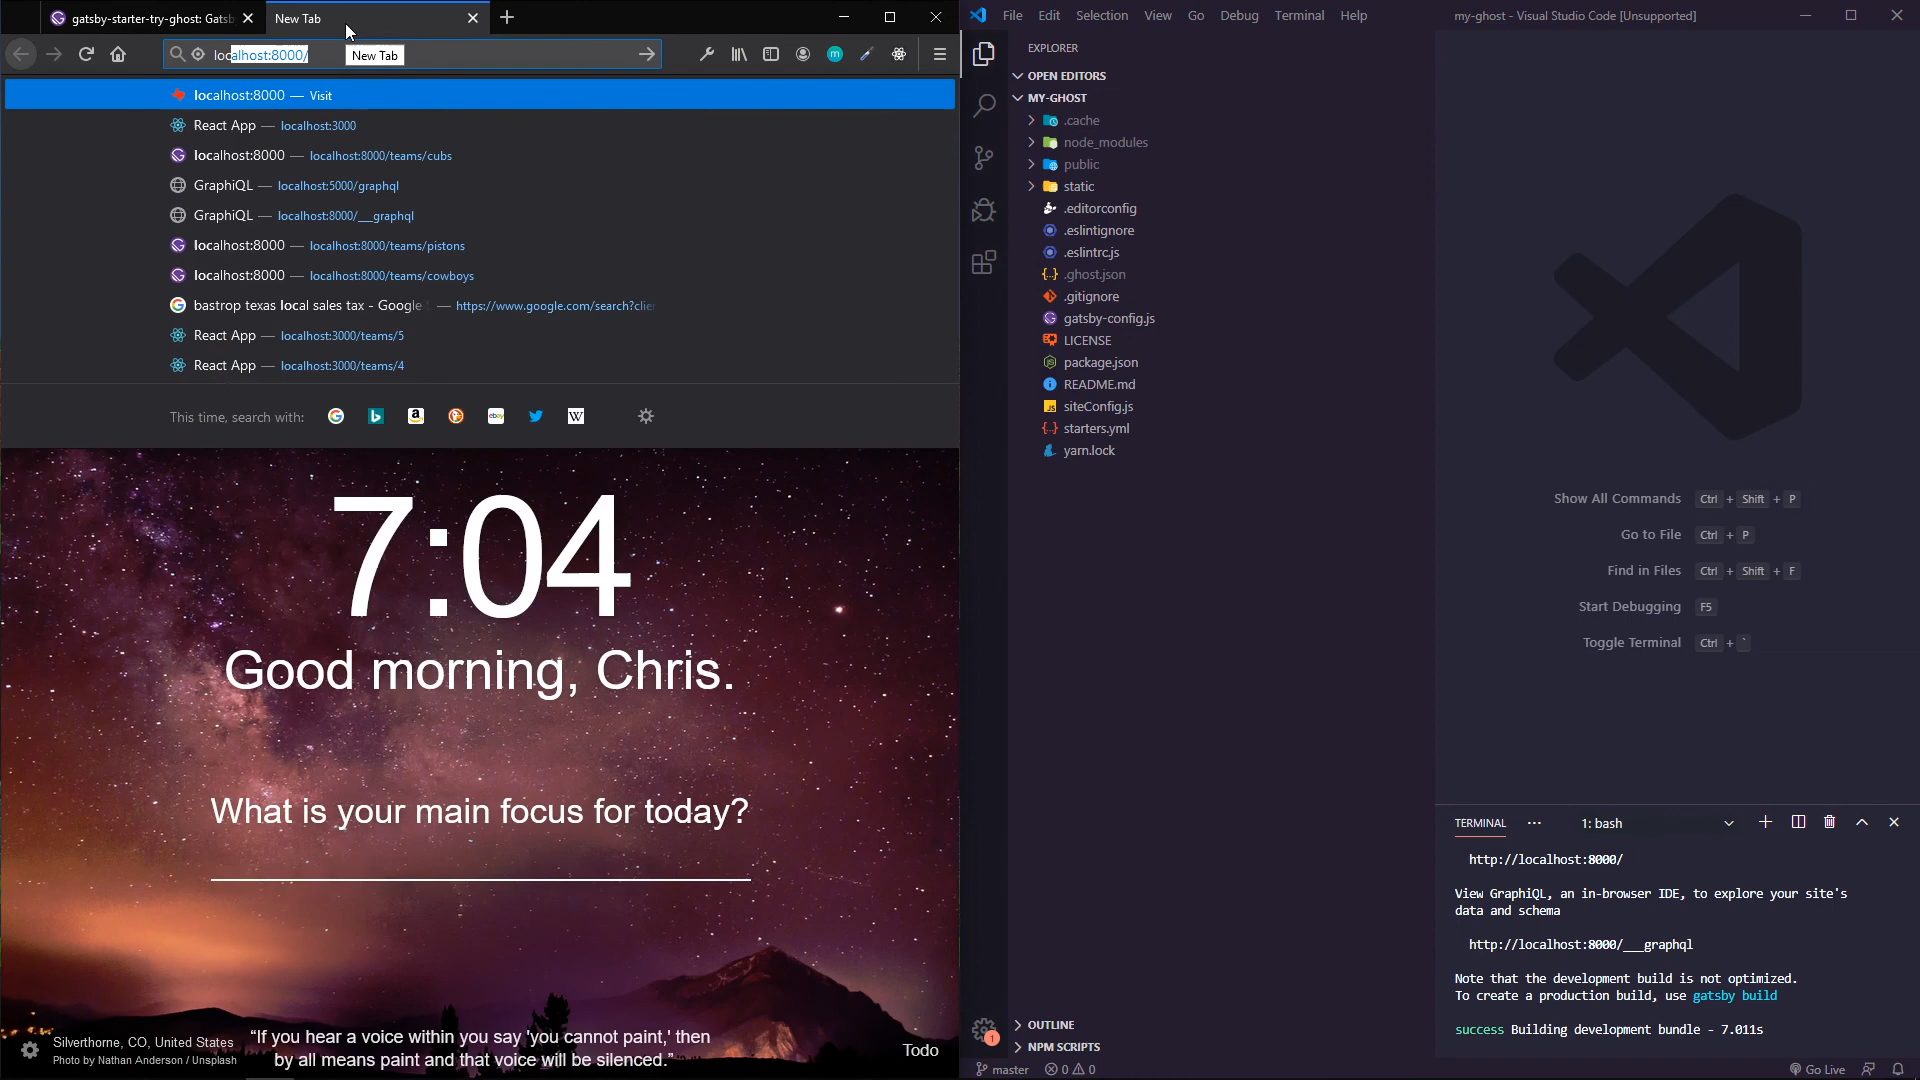 gatsby-starter-try-ghost: Gatsb
New Tab
localhost:8000/
New Tab
localhost:8000 — Visit
React App — localhost:3000
localhost:8000 — localhost:8000/teams/cubs
GraphiQL — localhost:5000/graphql
GraphiQL — localhost:8000/___graphql
localhost:8000 — localhost:8000/teams/pistons
localhost:8000 — localhost:8000/teams/cowboys
bastrop texas local sales tax - Google — https://www.google.com/search?clie
React App — localhost:3000/teams/5
React App — localhost:3000/teams/4
This time, search with:
7:04
Good morning, Chris.
What is your main focus for today?
Silverthorne, CO, United States
Photo by Nathan Anderson / Unsplash
“If you hear a voice within you say 'you cannot paint,' then
by all means paint and that voice will be silenced.”
Todo
File Edit Selection View Go Debug Terminal Help
my-ghost - Visual Studio Code [Unsupported]
EXPLORER
OPEN EDITORS
MY-GHOST
.cache
node_modules
public
static
.editorconfig
.eslintignore
.eslintrc.js
.ghost.json
.gitignore
gatsby-config.js
LICENSE
package.json
README.md
siteConfig.js
starters.yml
yarn.lock
OUTLINE
NPM SCRIPTS
1
master
0 0
Show All Commands Ctrl + Shift + P
Go to File Ctrl + P
Find in Files Ctrl + Shift + F
Start Debugging F5
Toggle Terminal Ctrl + `
TERMINAL ··· 1: bash
http://localhost:8000/
View GraphiQL, an in-browser IDE, to explore your site's
data and schema
http://localhost:8000/___graphql
Note that the development build is not optimized.
To create a production build, use gatsby build
success Building development bundle - 7.011s
Go Live